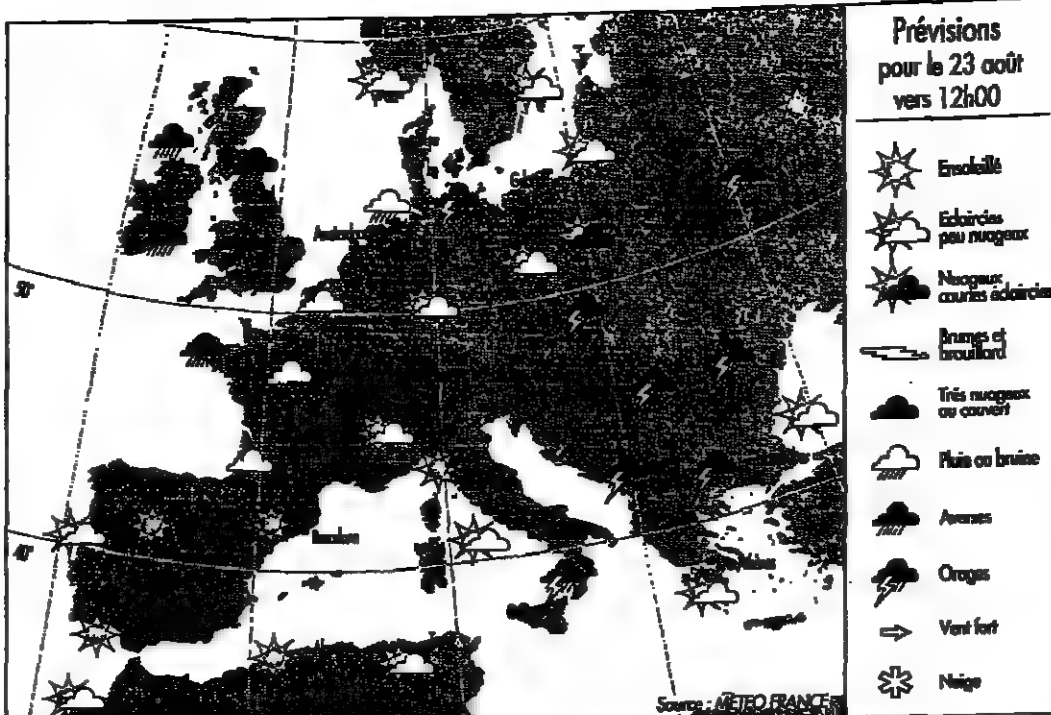 Prévisions
pour le 23 août
vers 12h00
Ensoleillé
Eclaircies
peu nuageux
Nuageux
courtes éclaircies
Brumes et
brouillard
Très nuageux
ou couvert
Pluie ou bruine
Averses
Orages
Vent fort
Neige
50°
40°
Source : METEO FRANCE